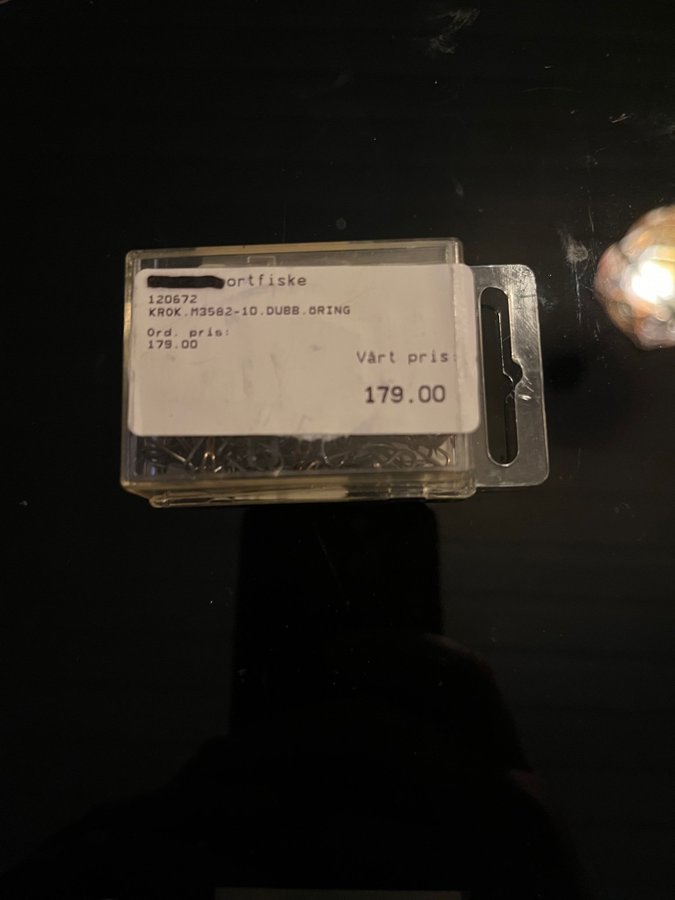 ortfiske
120672
KROK.M3582-10.DUBB.ÖRING
Ord. pris:
179.00
Vårt pris:
179.00